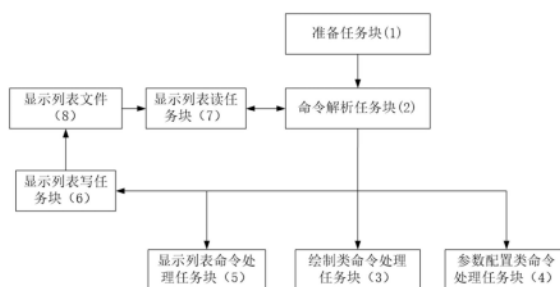 准备任务块(1)
显示列表文件
（8）
显示列表读任
务块（7）
命令解析任务块(2)
显示列表写任
务块（6）
显示列表命令处
理任务块（5）
绘制类命令处理
任务块（3）
参数配置类命令
处理任务块（4）